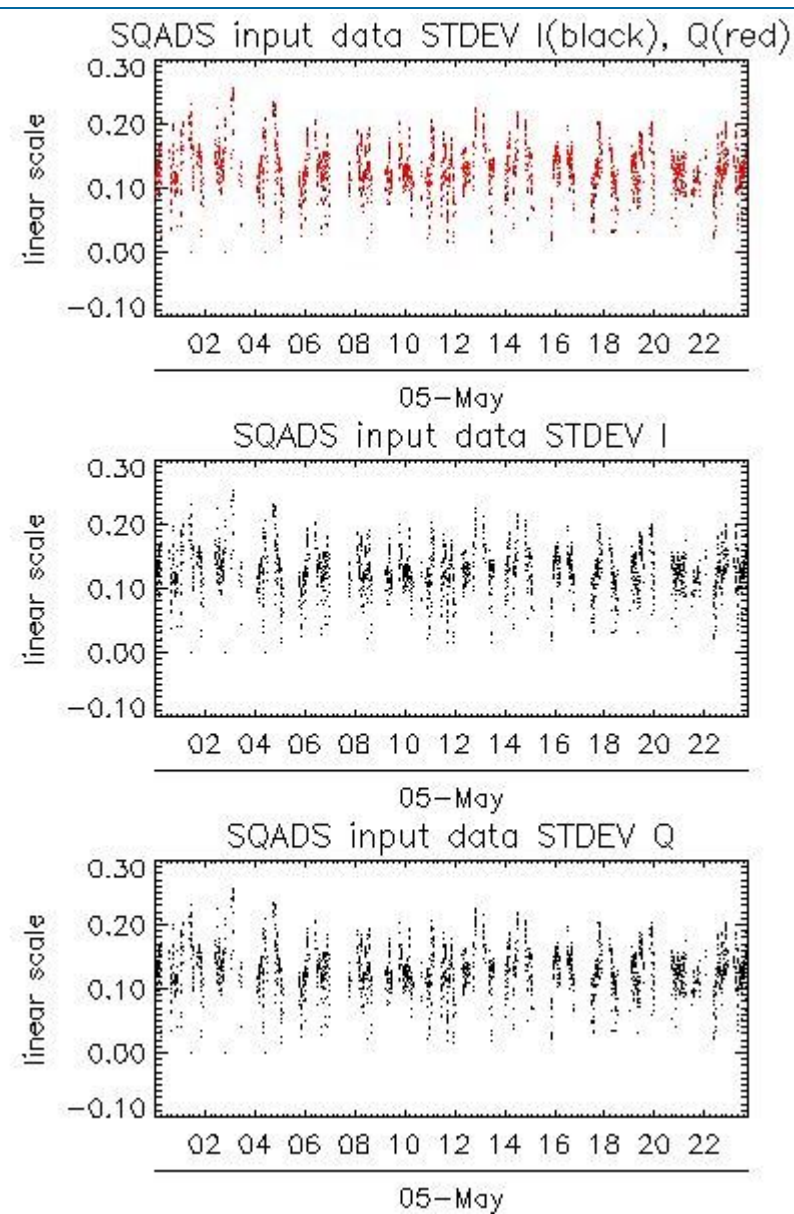 SQADS input data STDEV I(black), Q(red)
0.30
0.20
0.10
0.00
-0.10
linear scale
02 04 06 08 10 12 14 16 18 20 22
05-May
SQADS input data STDEV I
0.30
0.20
0.10
0.00
-0.10
linear scale
02 04 06 08 10 12 14 16 18 20 22
05-May
SQADS input data STDEV Q
0.30
0.20
0.10
0.00
-0.10
linear scale
02 04 06 08 10 12 14 16 18 20 22
05-May